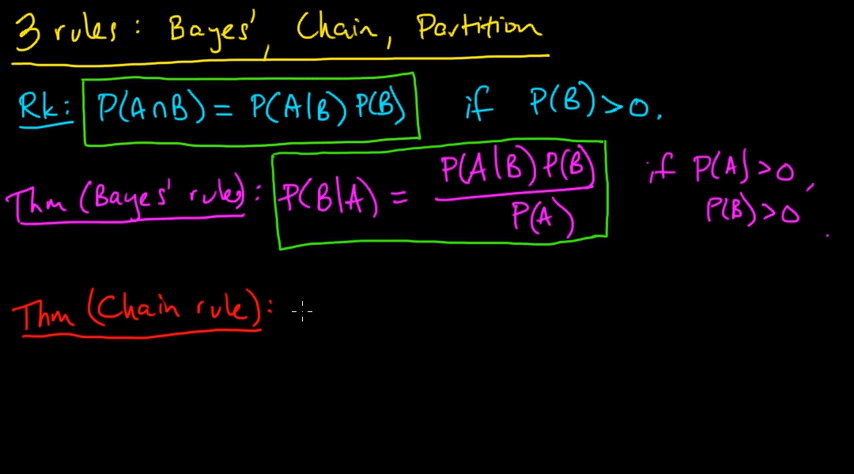 3 rules: Bayes', Chain, Partition
Rk: P(A∩B) = P(A|B) P(B) if P(B)>0.
Thm (Bayes' rule): P(B|A) = P(A|B) P(B) / P(A) if P(A)>0, P(B)>0.
Thm (Chain rule):